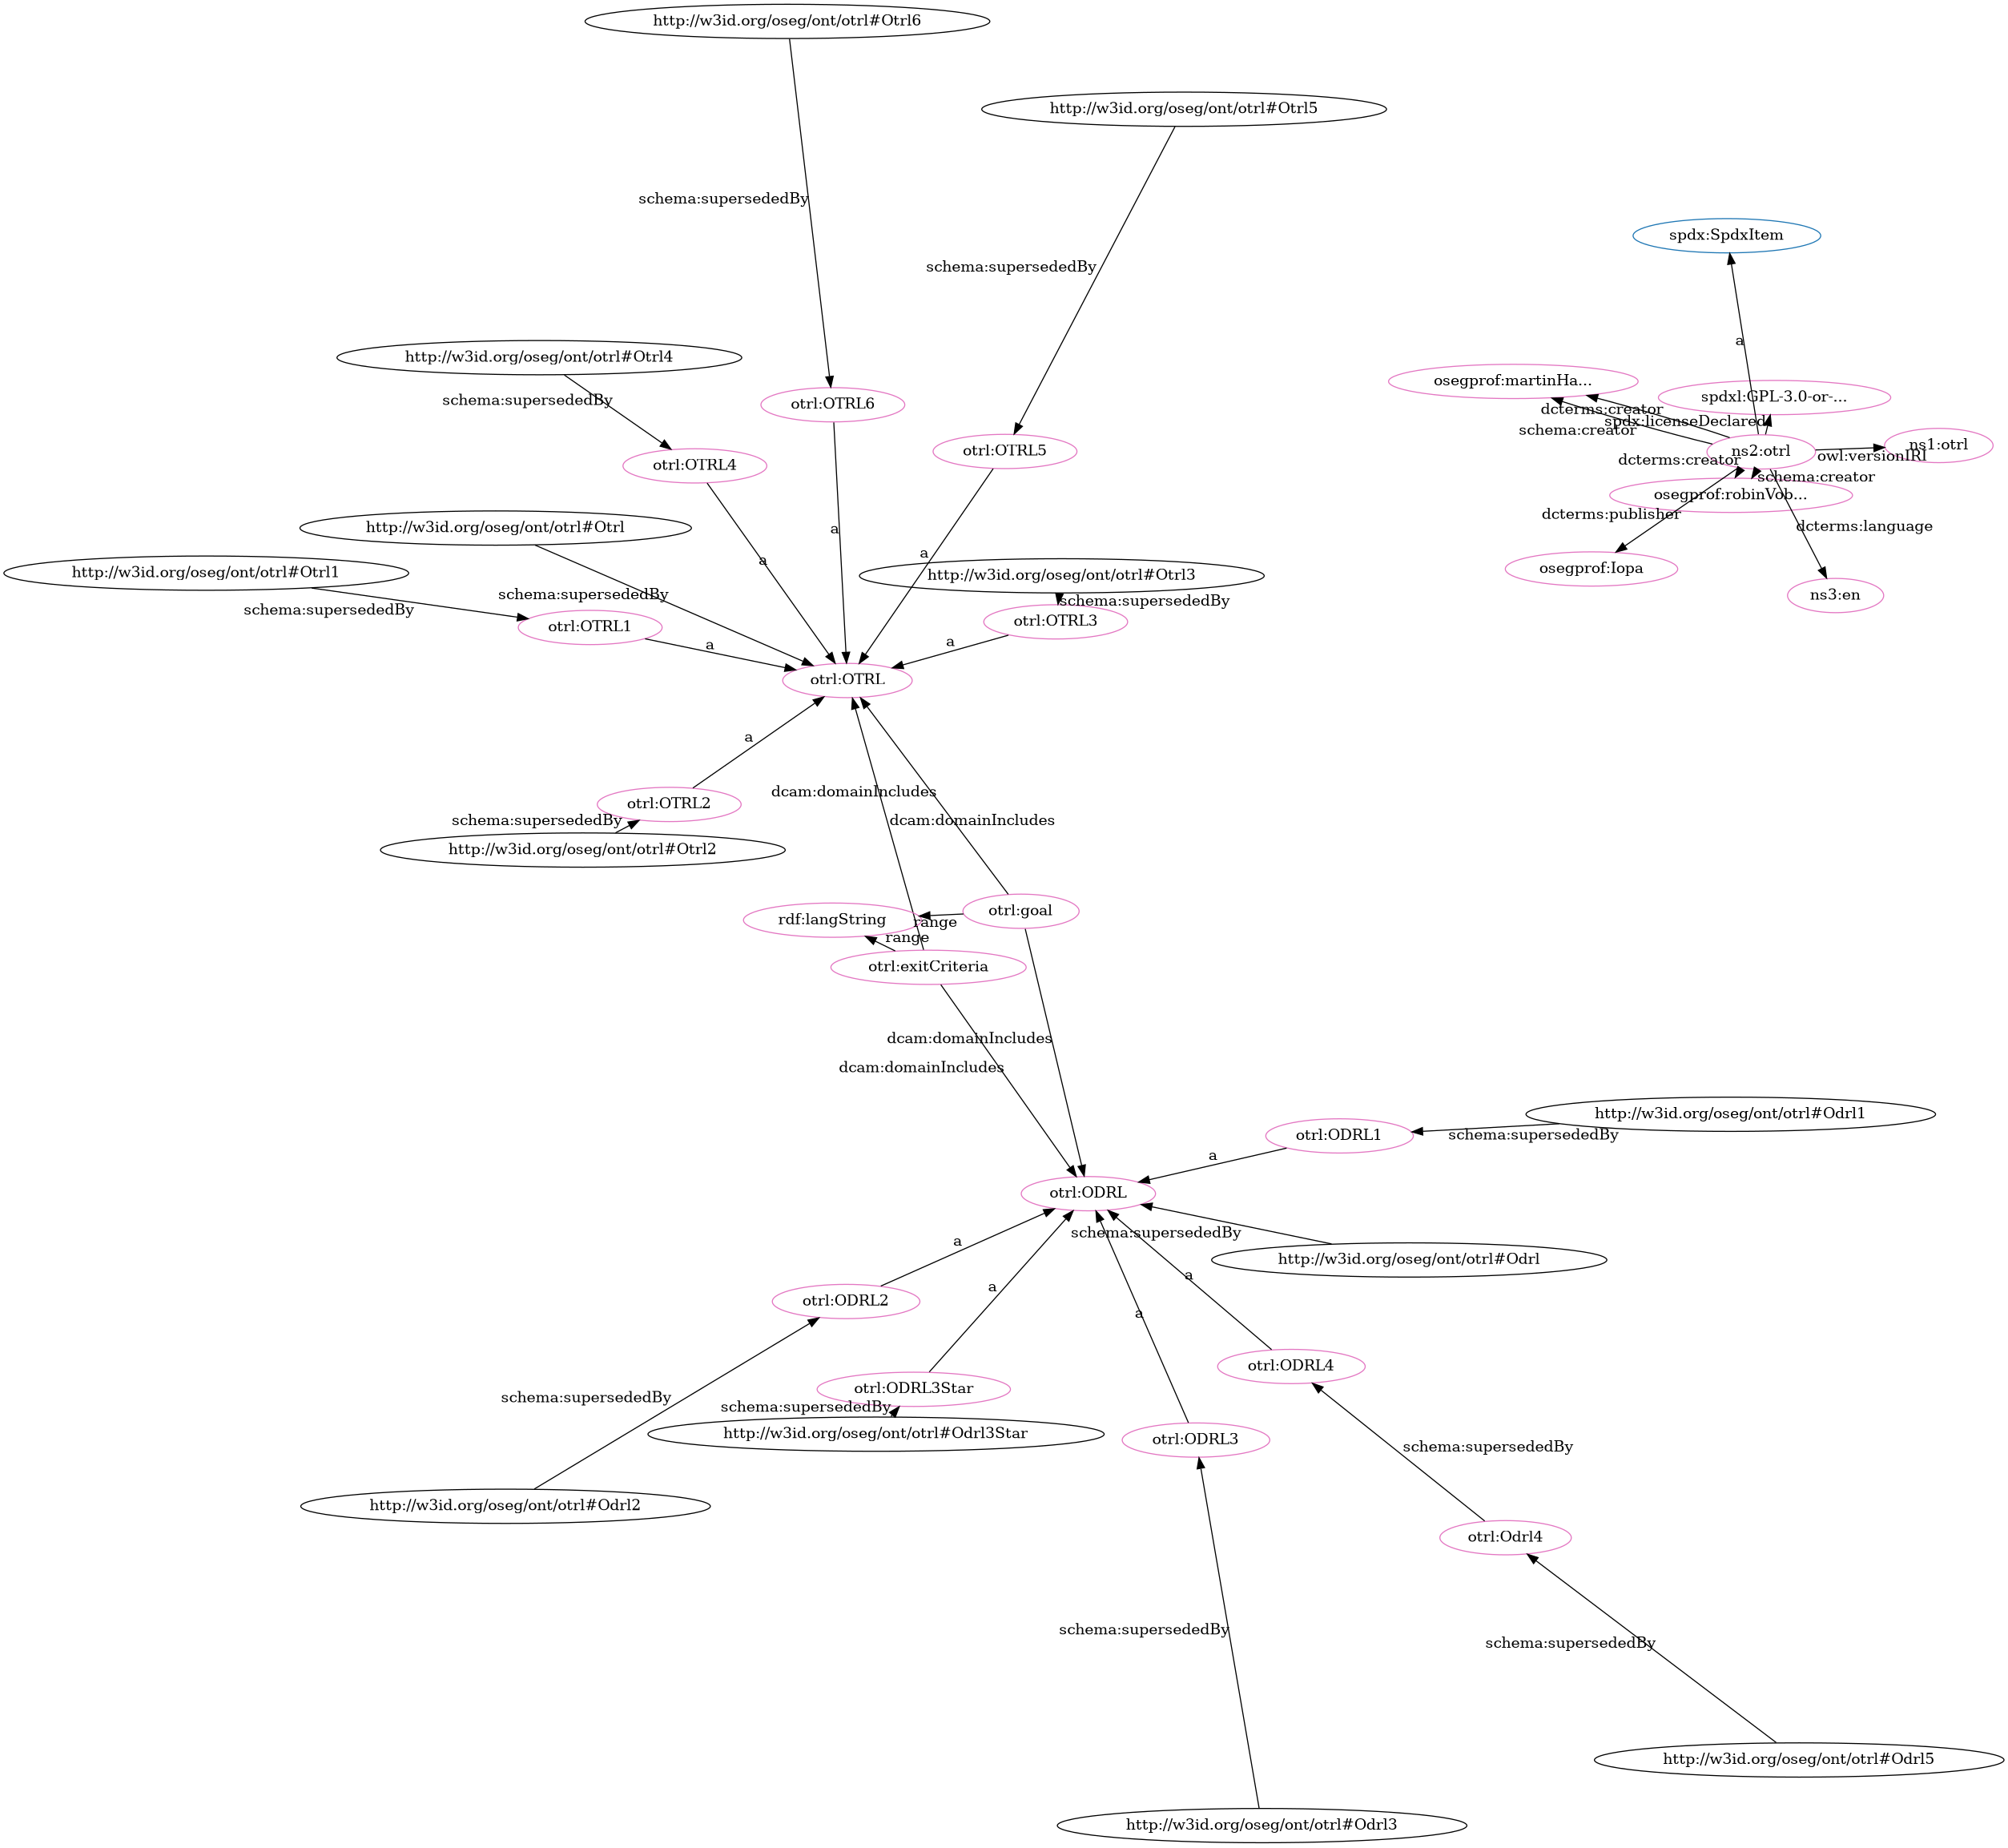 http://w3id.org/oseg/ont/otrl#Otrl6
http://w3id.org/oseg/ont/otrl#Otrl5
schema:supersededBy
spdx:SpdxItem
schema:supersededBy
a
http://w3id.org/oseg/ont/otrl#Otrl4
osegprof:martinHa...
spdxl:GPL-3.0-or-...
schema:supersededBy
otrl:OTRL6
dcterms:creator
spdx:licenseDeclared
schema:creator
ns1:otrl
otrl:OTRL5
ns2:otrl
owl:versionIRI
otrl:OTRL4
dcterms:creator
schema:creator
osegprof:robinVob...
dcterms:publisher
http://w3id.org/oseg/ont/otrl#Otrl
a
dcterms:language
a
a
http://w3id.org/oseg/ont/otrl#Otrl1
http://w3id.org/oseg/ont/otrl#Otrl3
osegprof:Iopa
schema:supersededBy
ns3:en
schema:supersededBy
schema:supersededBy
otrl:OTRL1
otrl:OTRL3
a
a
otrl:OTRL
a
dcam:domainIncludes
otrl:OTRL2
schema:supersededBy
dcam:domainIncludes
http://w3id.org/oseg/ont/otrl#Otrl2
otrl:goal
rdf:langString
range
range
otrl:exitCriteria
dcam:domainIncludes
dcam:domainIncludes
http://w3id.org/oseg/ont/otrl#Odrl1
otrl:ODRL1
schema:supersededBy
a
otrl:ODRL
schema:supersededBy
a
http://w3id.org/oseg/ont/otrl#Odrl
a
a
otrl:ODRL2
a
otrl:ODRL4
otrl:ODRL3Star
schema:supersededBy
schema:supersededBy
http://w3id.org/oseg/ont/otrl#Odrl3Star
otrl:ODRL3
schema:supersededBy
http://w3id.org/oseg/ont/otrl#Odrl2
otrl:Odrl4
schema:supersededBy
schema:supersededBy
http://w3id.org/oseg/ont/otrl#Odrl5
http://w3id.org/oseg/ont/otrl#Odrl3